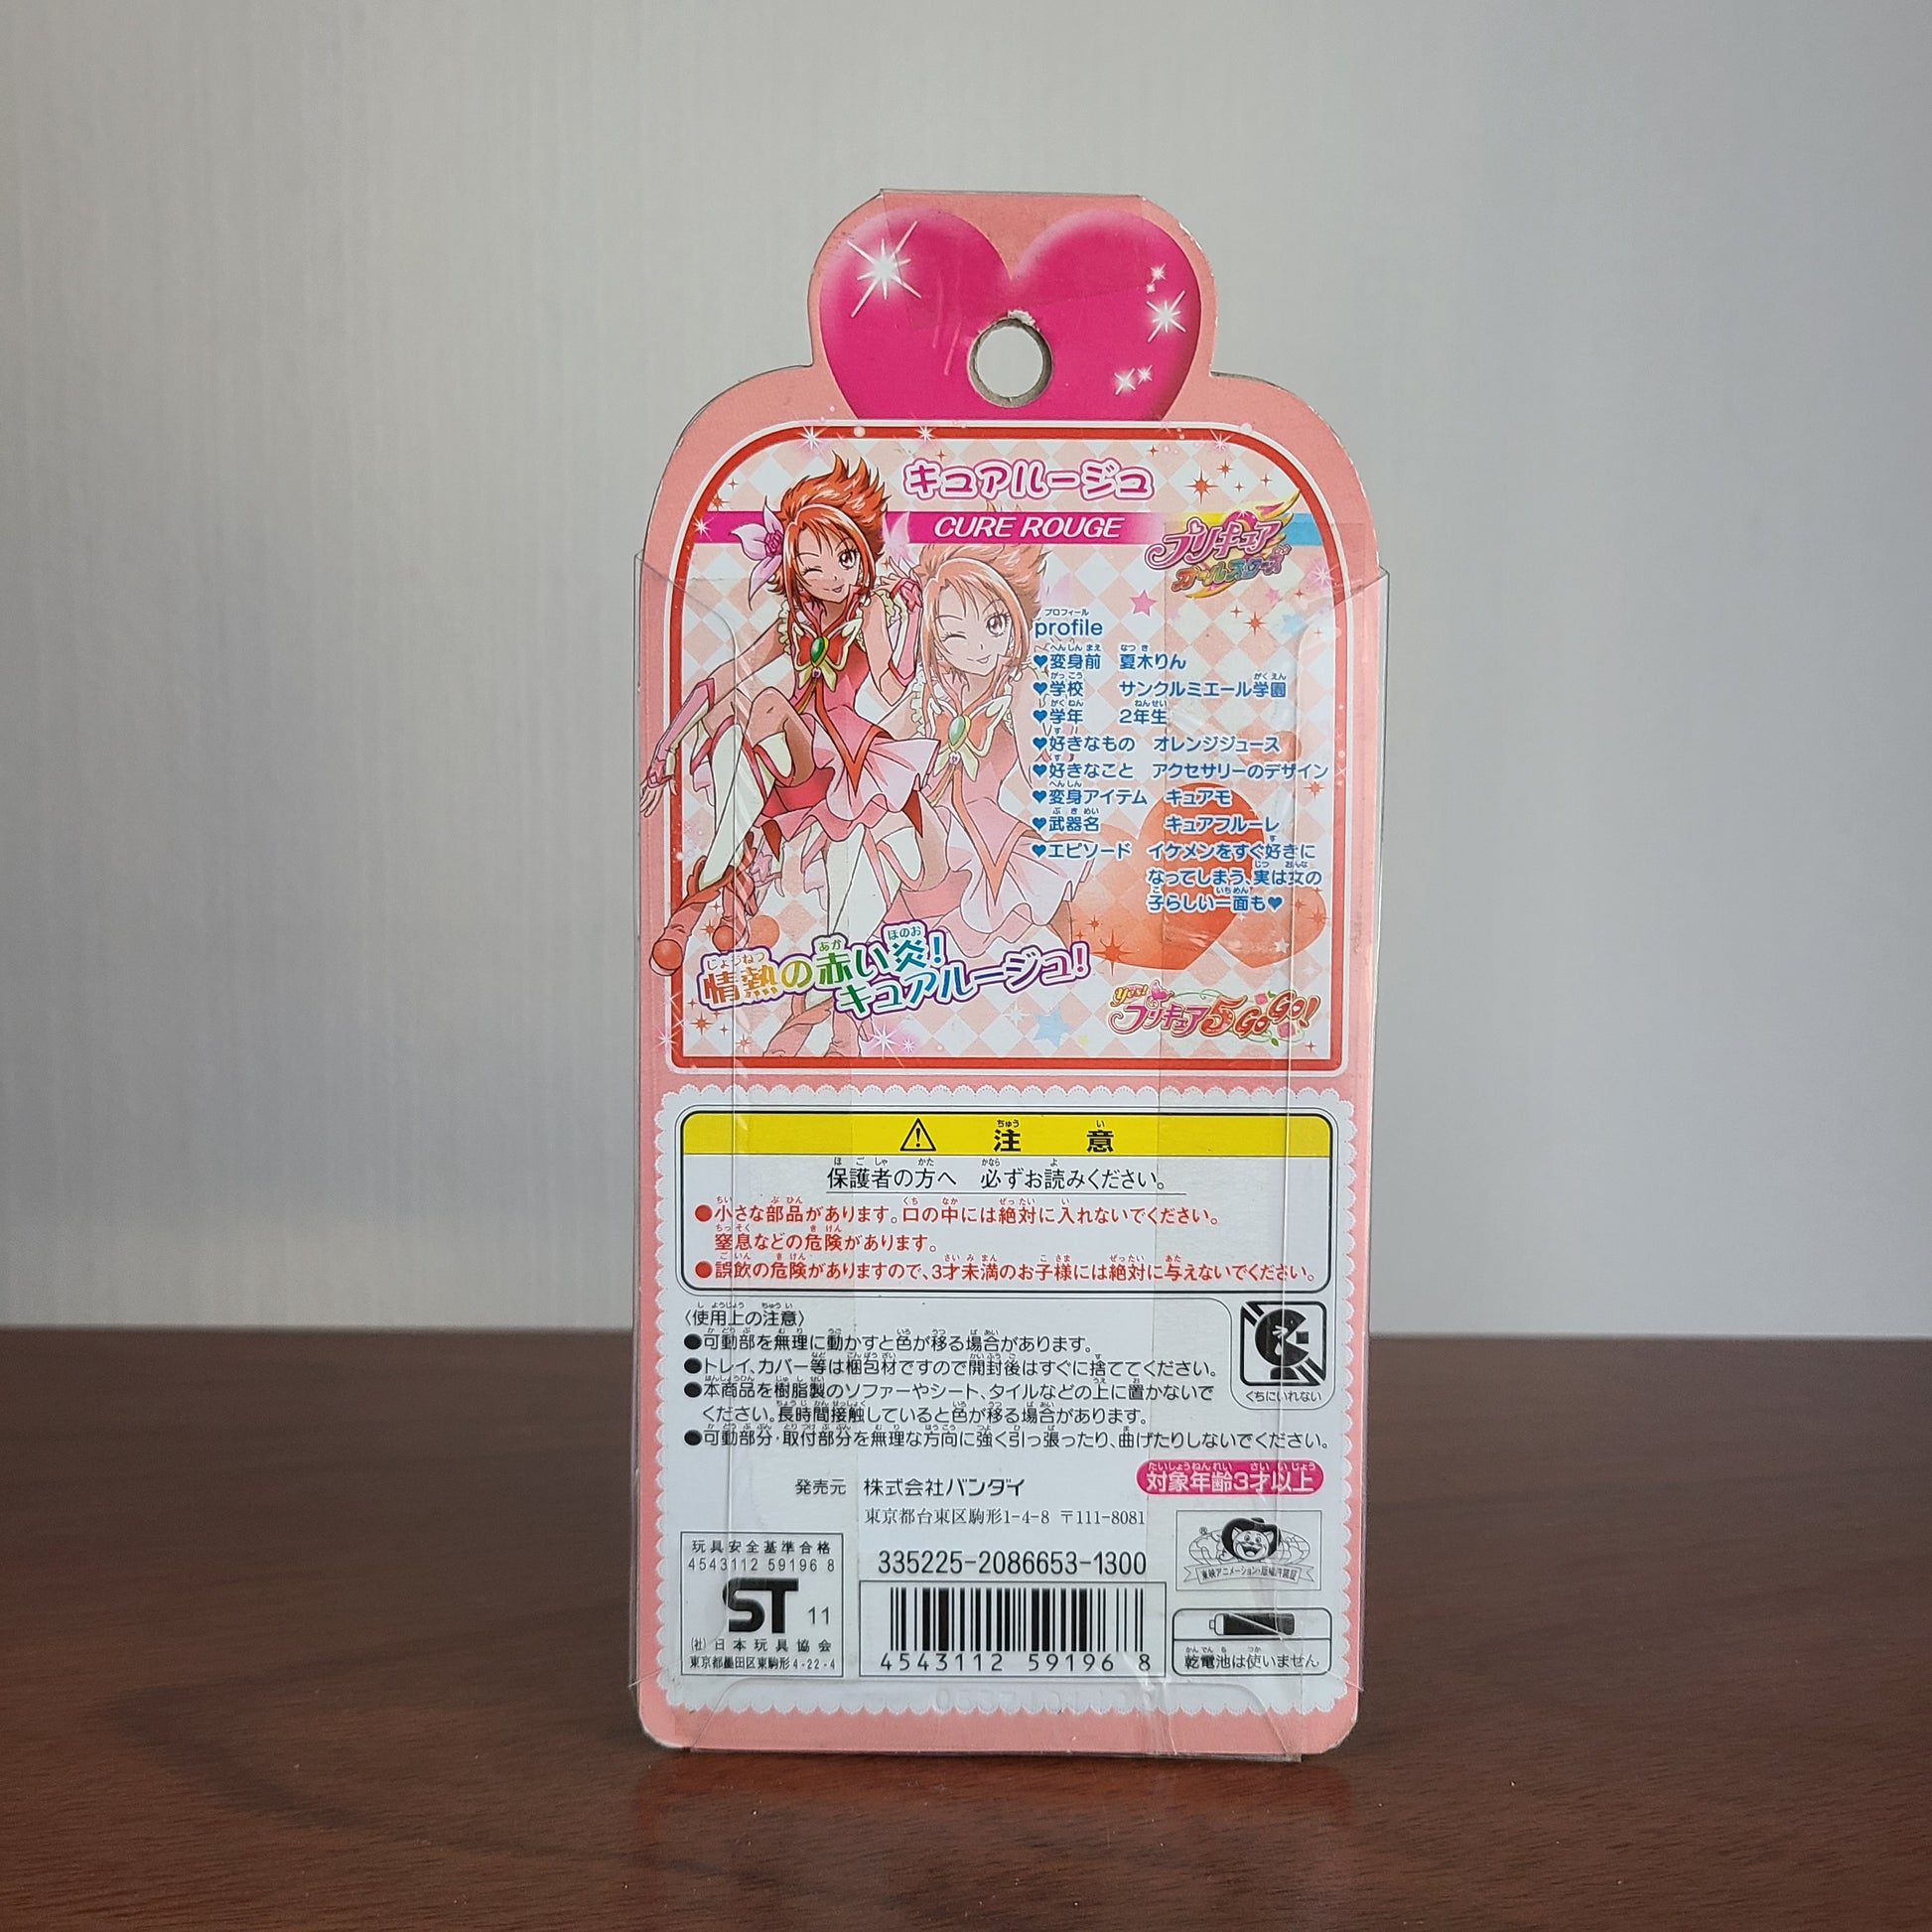 キュアルージュ
CURE ROUGE
プリキュア
オールスターズ
プロフィール
profile
♥変身前 夏木りん
♥学校 サンクルミエール学園
♥学年 2年生
♥好きなもの オレンジジュース
♥好きなこと アクセサリーのデザイン
♥変身アイテム キュアモ
♥武器名 キュアフルーレ
♥エピソード イケメンをすぐ好きに
なってしまう、実は女の
子らしい一面も♥
情熱の赤い炎!
キュアルージュ!
Yes!
プリキュア5GoGo!
⚠ 注意
保護者の方へ 必ずお読みください。
●小さな部品があります。口の中には絶対に入れないでください。
窒息などの危険があります。
●誤飲の危険がありますので、3才未満のお子様には絶対に与えないでください。
〈使用上の注意〉
●可動部を無理に動かすと色が移る場合があります。
●トレイ、カバー等は梱包材ですので開封後はすぐに捨ててください。
●本商品を樹脂製のソファーやシート、タイルなどの上に置かないで
ください。長時間接触していると色が移る場合があります。
●可動部分・取付部分を無理な方向に強く引っ張ったり、曲げたりしないでください。
くちにいれない
発売元 株式会社バンダイ
東京都台東区駒形1-4-8 〒111-8081
対象年齢3才以上
玩具安全基準合格
4543112 59196 8
ST 11
(社)日本玩具協会
東京都墨田区東駒形4-22-4
335225-2086653-1300
4543112 591968
東映アニメーション・版権許諾証
乾電池は使いません